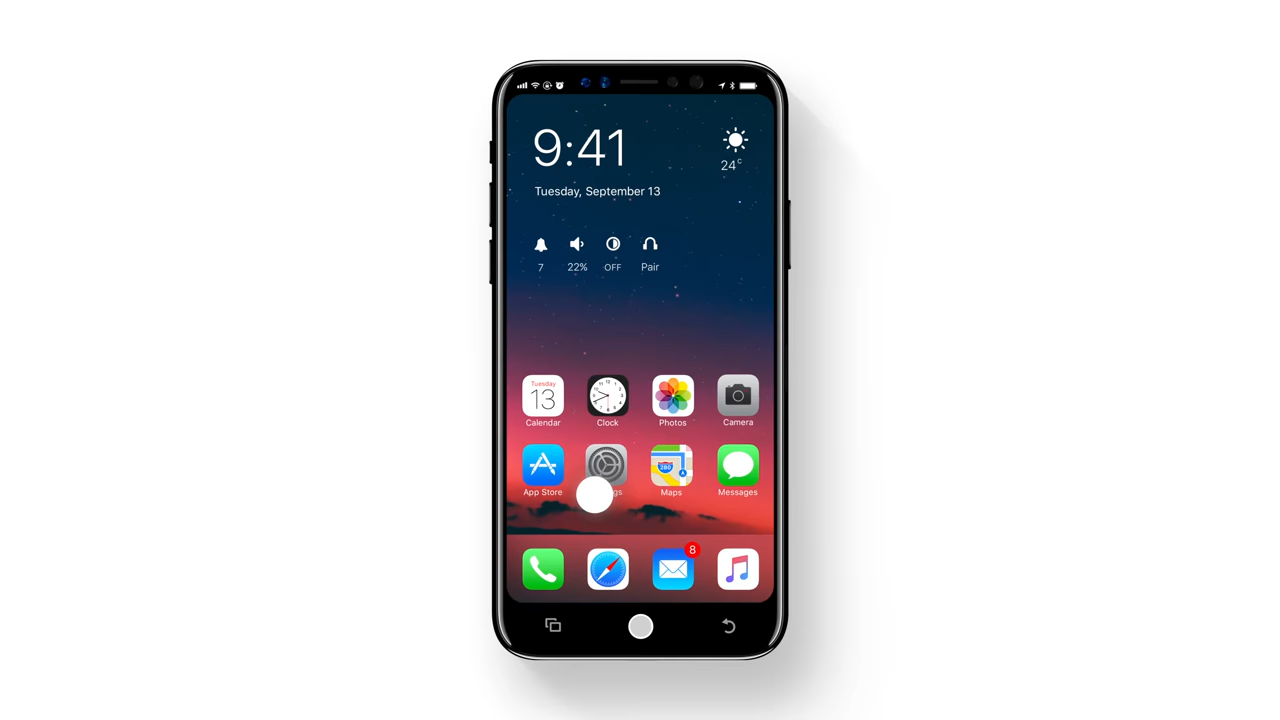 9:41
24°C
Tuesday, September 13
7 22% OFF Pair
Tuesday
13
Calendar Clock Photos Camera
280
App Store Maps Messages
8